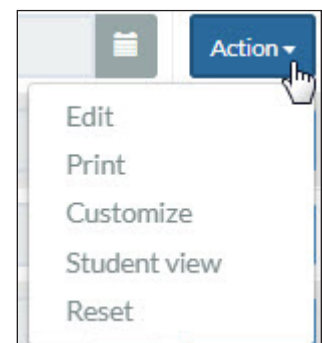 Action
Edit
Print
Customize
Student view
Reset